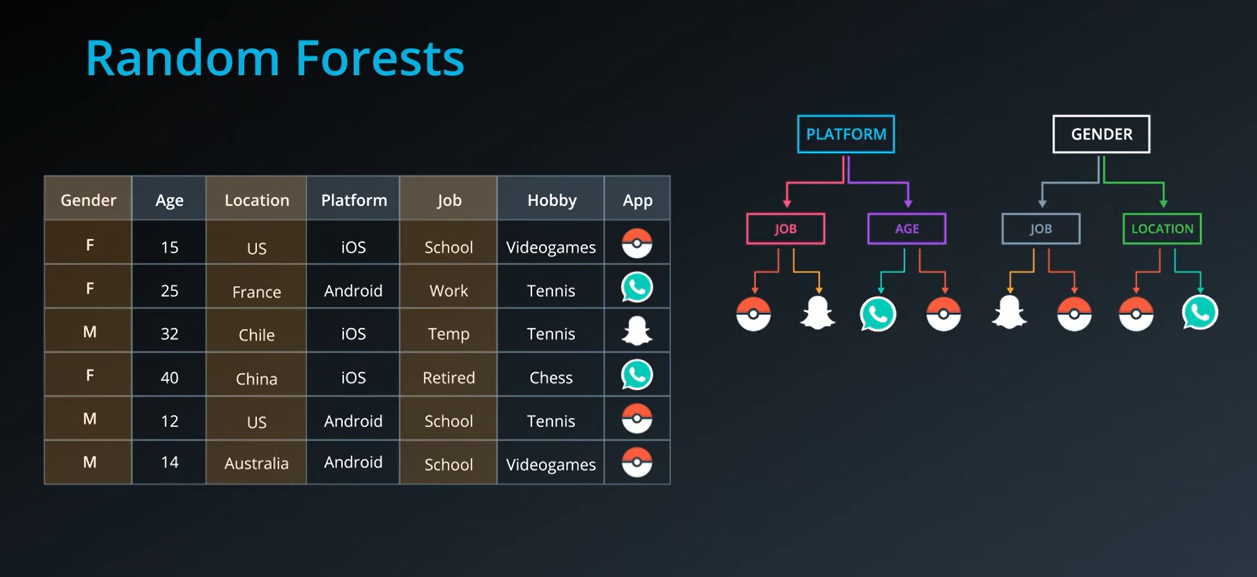 Random Forests
Gender Age Location Platform Job Hobby App
F 15 US iOS School Videogames
F 25 France Android Work Tennis
M 32 Chile iOS Temp Tennis
F 40 China iOS Retired Chess
M 12 US Android School Tennis
M 14 Australia Android School Videogames
PLATFORM GENDER
JOB AGE JOB LOCATION